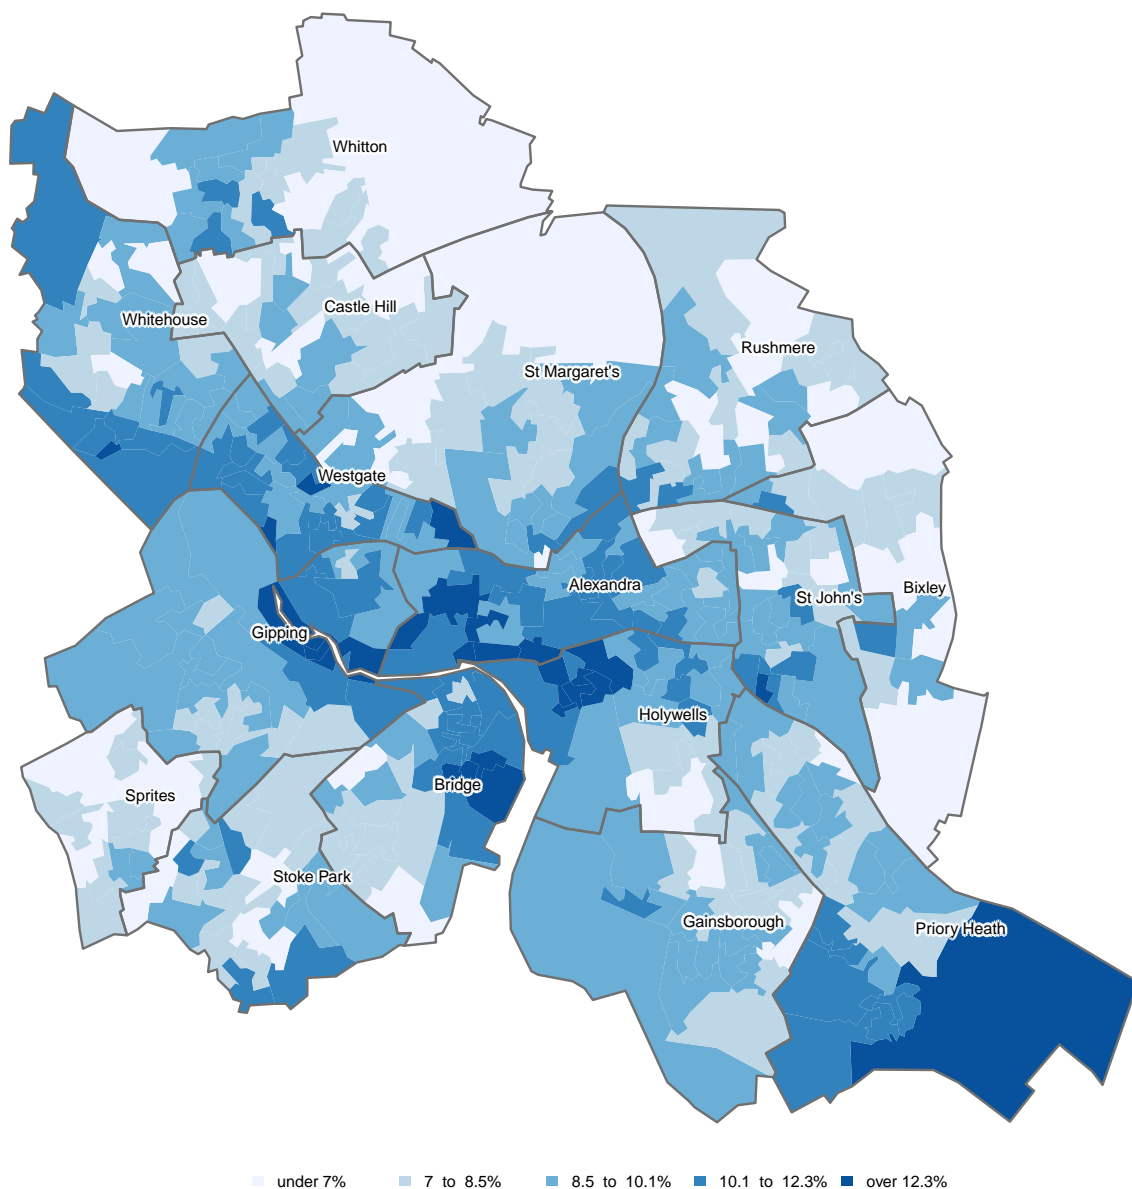 Whitton
Castle Hill
Whitehouse
Rushmere
St Margaret's
Westgate
Alexandra
Bixley
St John's
Gipping
Holywells
Bridge
Sprites
Stoke Park
Gainsborough
Priory Heath
under 7% 7 to 8.5% 8.5 to 10.1% 10.1 to 12.3% over 12.3%